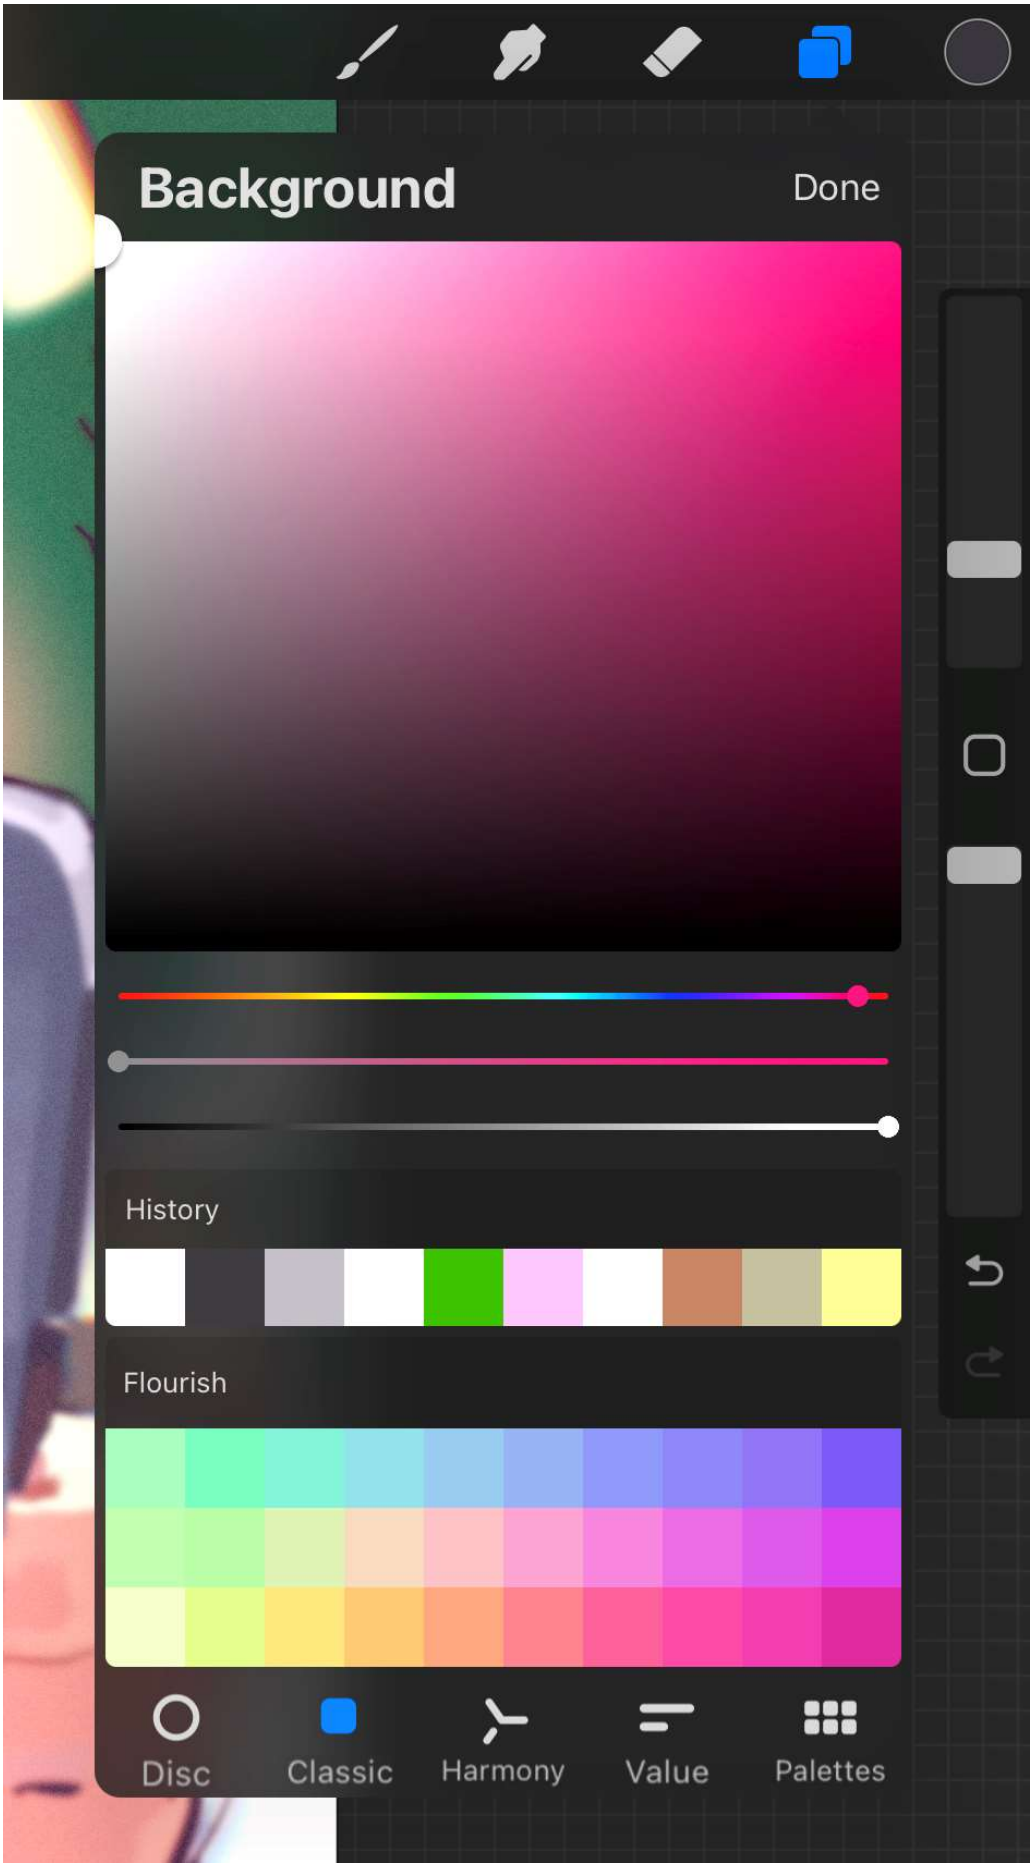 Background
Done
History
Flourish
Disc
Classic
Harmony
Value
Palettes